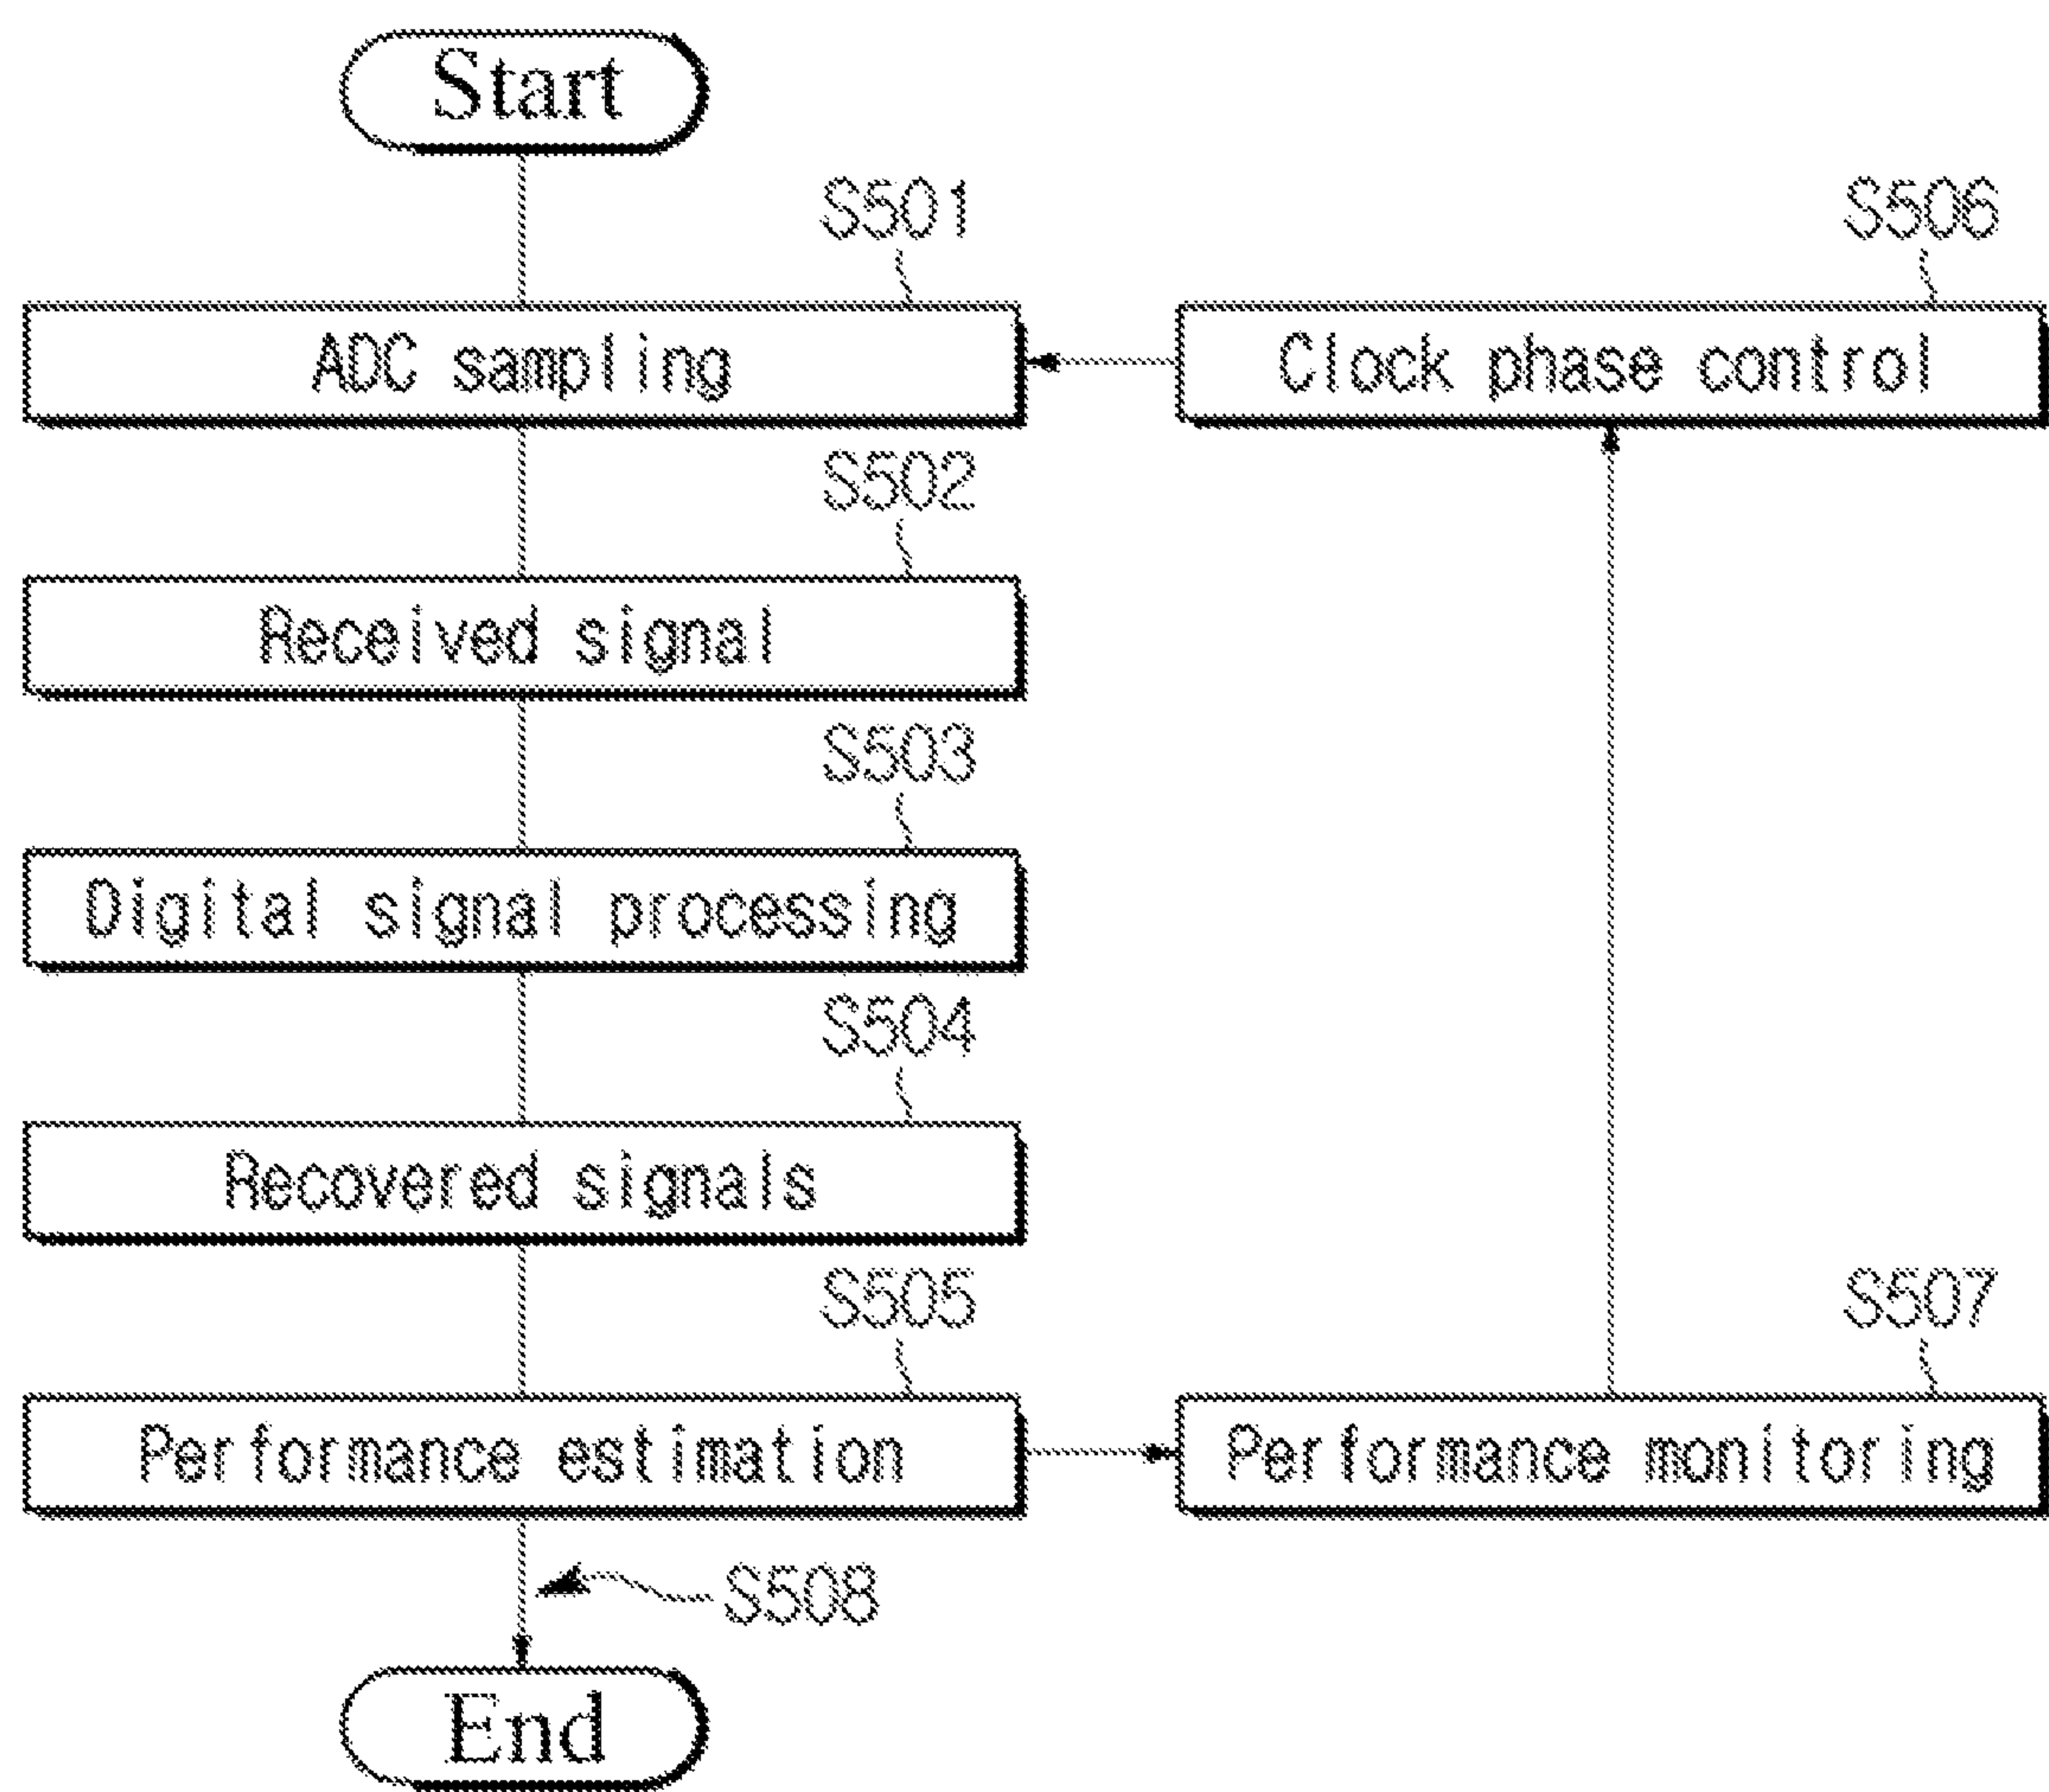 Start
S501
S506
ADC sampling
Clock phase control
S502
Received signal
S503
Digital signal processing
S504
Recovered signals
S505
S507
Performance estimation
Performance monitoring
S508
End